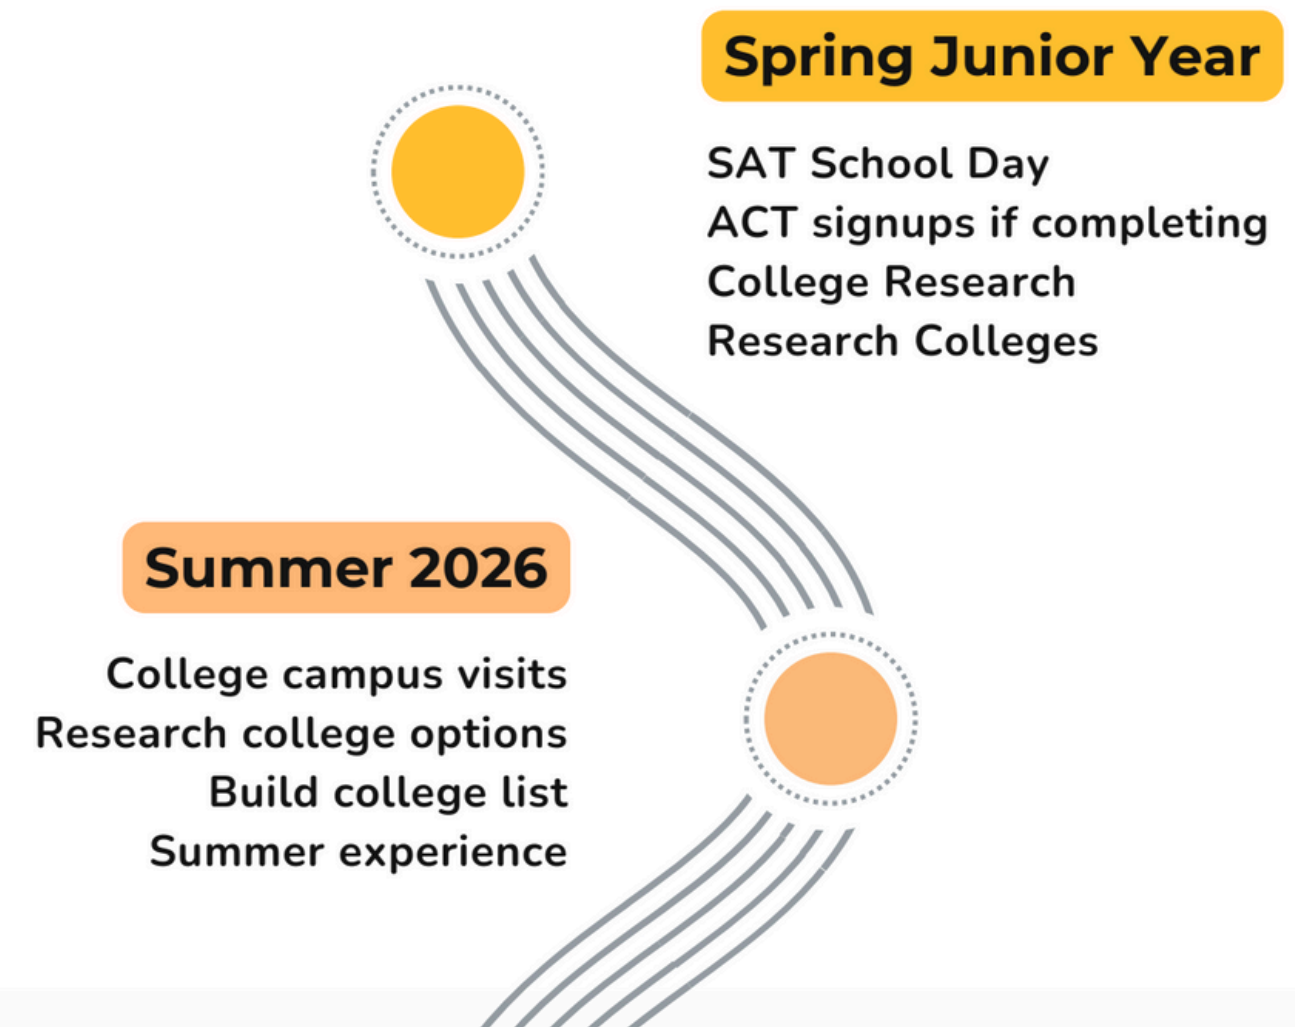 Spring Junior Year
SAT School Day
ACT signups if completing
College Research
Research Colleges
Summer 2026
College campus visits
Research college options
Build college list
Summer experience